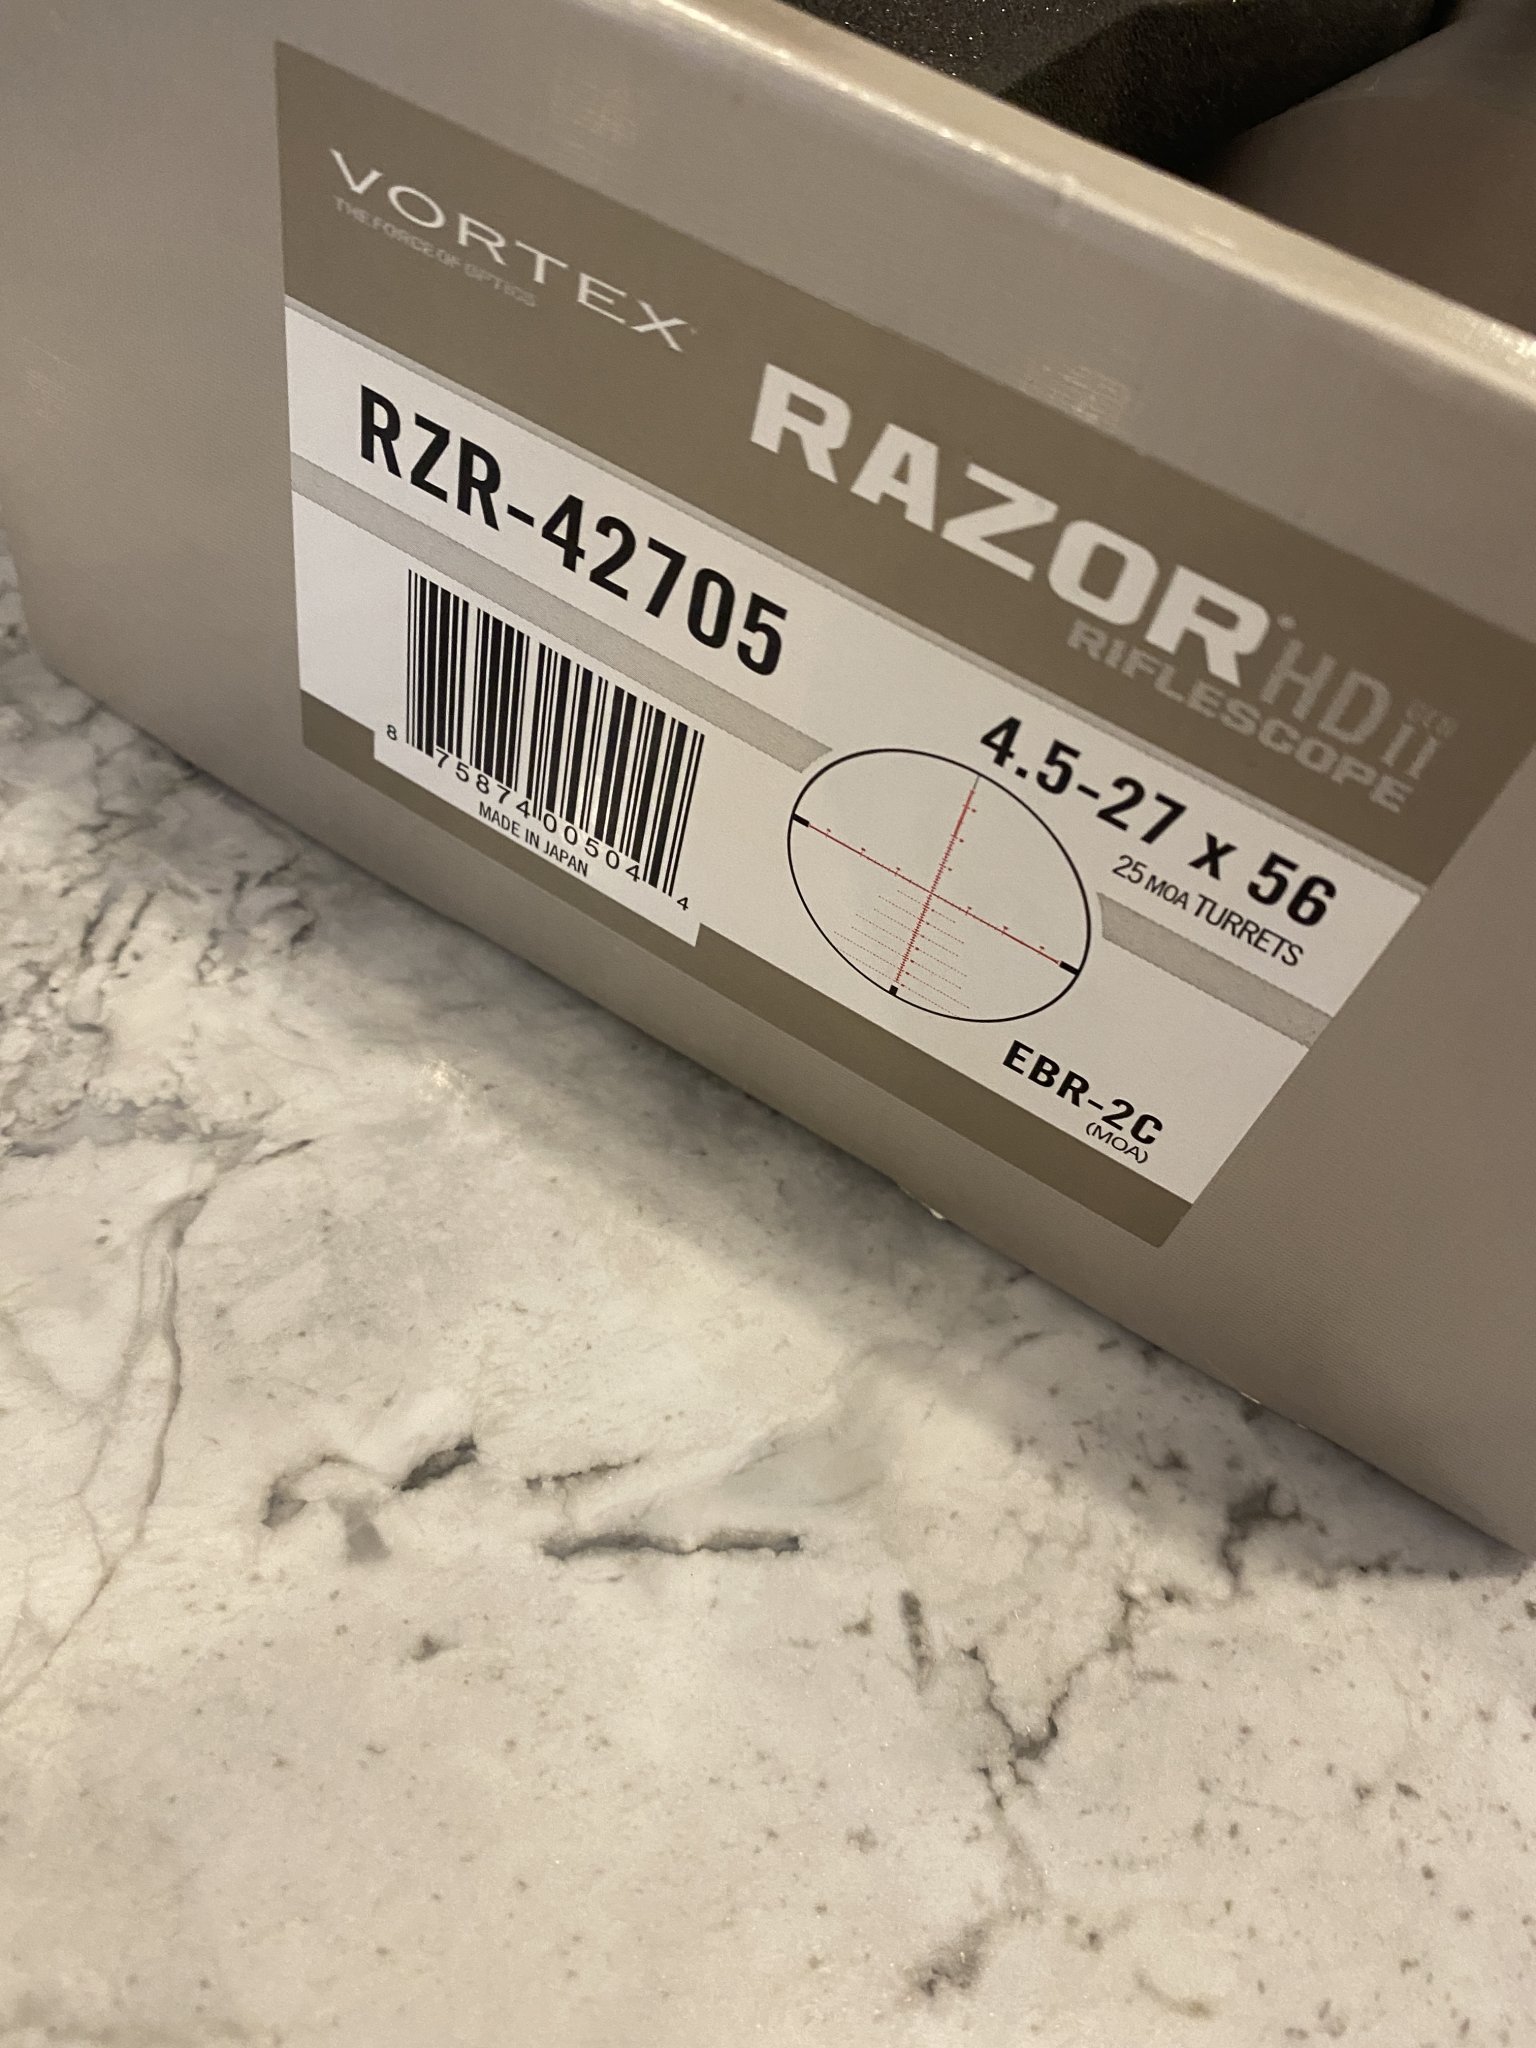 VORTEX
THE FORCE OF OPTICS
RAZOR® HD GEN II
RIFLESCOPE
RZR-42705
4.5-27 x 56
25 MOA TURRETS
8 75874 00504 4
MADE IN JAPAN
EBR-2C
(MOA)